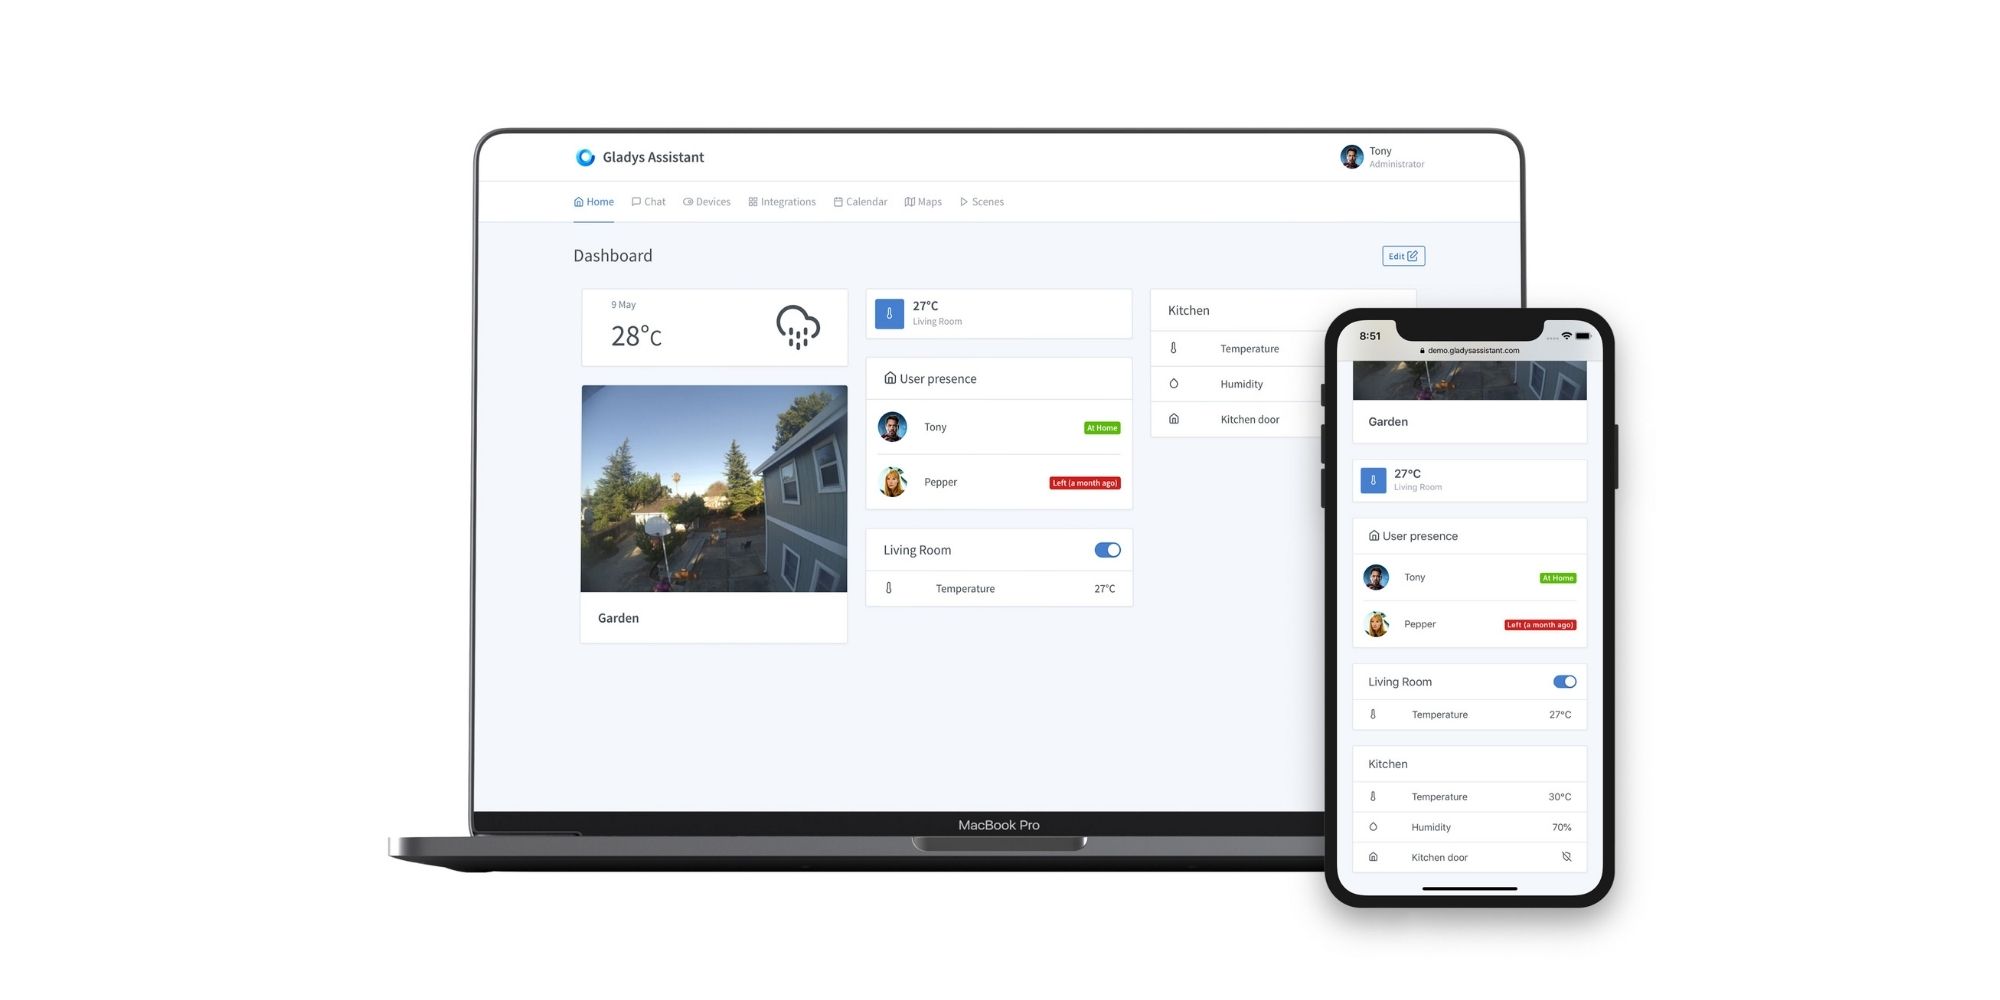 Gladys Assistant
Tony
Administrator
Home Chat Devices Integrations Calendar Maps Scenes
Dashboard
Edit
9 May
28°C
Garden
27°C
Living Room
User presence
Tony
At Home
Pepper
Left (a month ago)
Living Room
Temperature 27°C
Kitchen
Temperature
Humidity
Kitchen door
MacBook Pro
8:51
demo.gladysassistant.com
Garden
27°C
Living Room
User presence
Tony
At Home
Pepper
Left (a month ago)
Living Room
Temperature 27°C
Kitchen
Temperature 30°C
Humidity 70%
Kitchen door